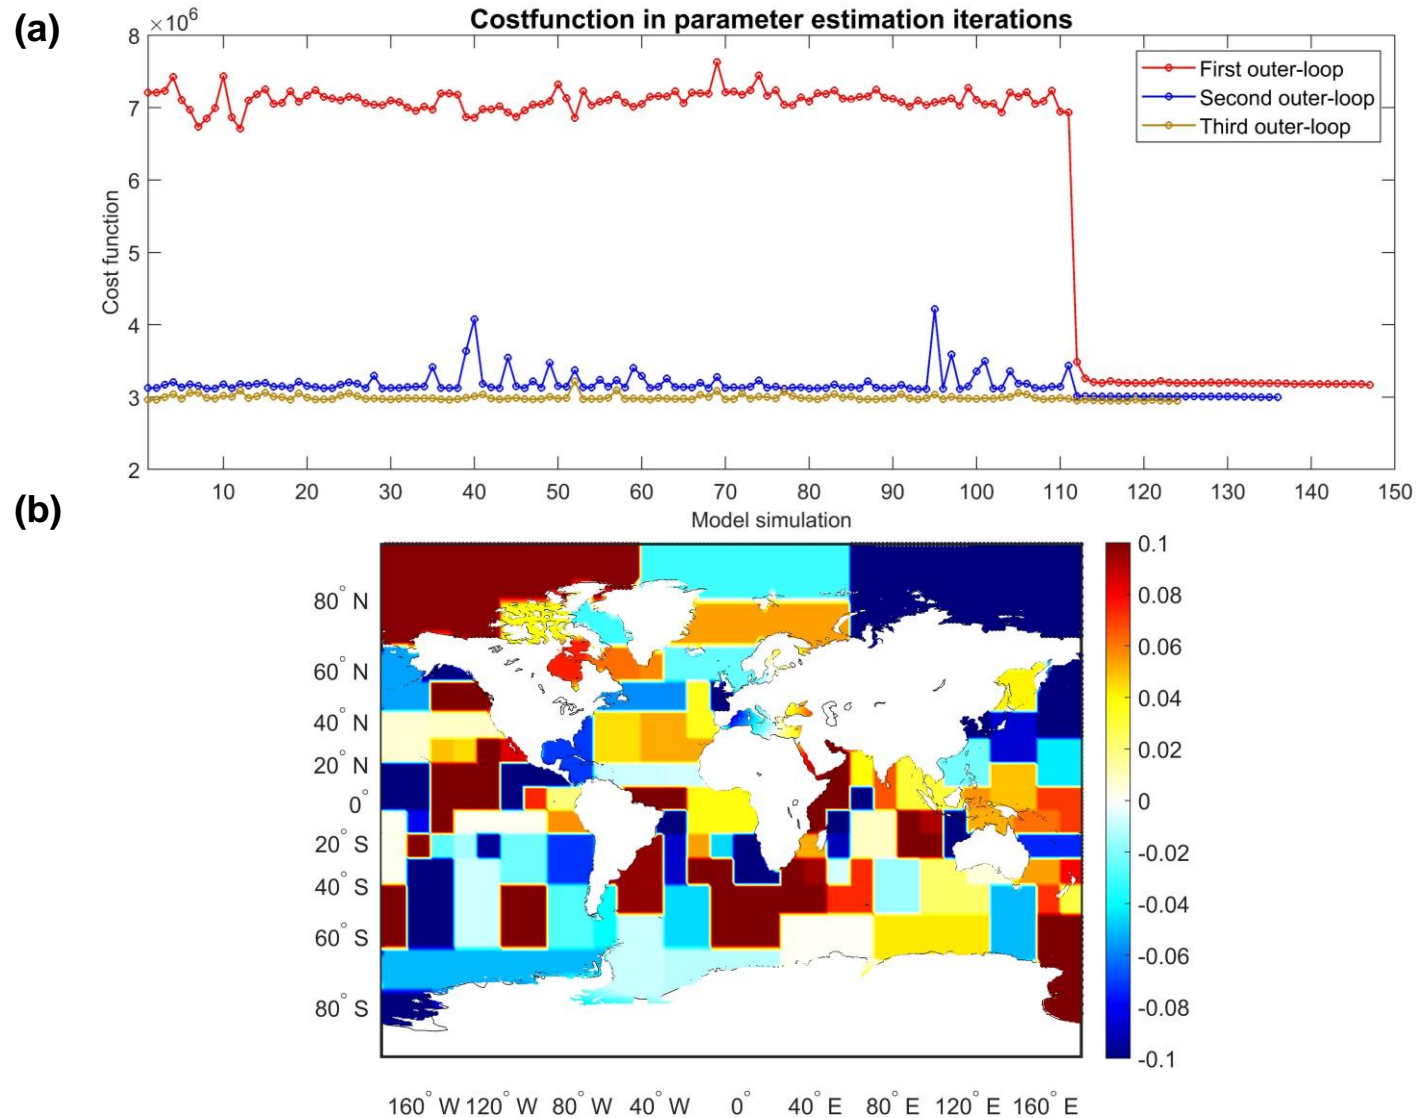 (a)
×10⁶
Costfunction in parameter estimation iterations
8
7
6
5
4
3
2
Cost function
First outer-loop
Second outer-loop
Third outer-loop
10 20 30 40 50 60 70 80 90 100 110 120 130 140 150
Model simulation
(b)
80° N
60° N
40° N
20° N
0°
20° S
40° S
60° S
80° S
160° W 120° W 80° W 40° W 0° 40° E 80° E 120° E 160° E
0.1
0.08
0.06
0.04
0.02
0
-0.02
-0.04
-0.06
-0.08
-0.1